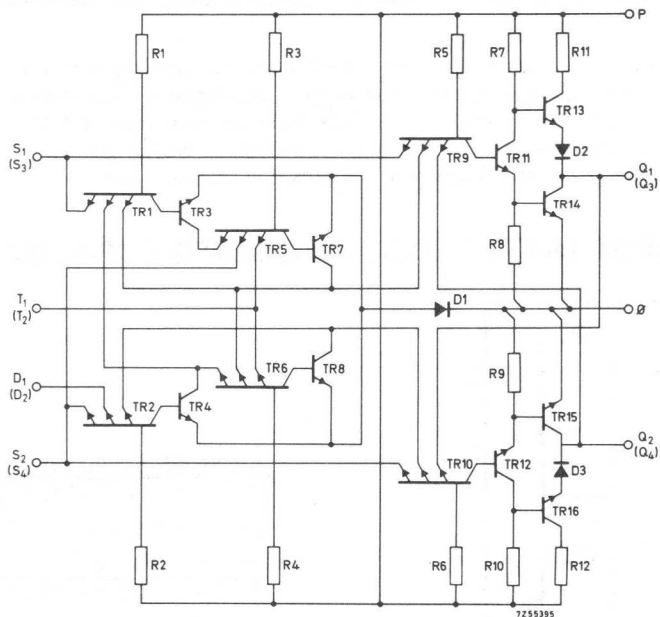 P
R1
R3
R5
R7
R11
TR13
S1
(S3)
D2
TR9
TR11
Q1
(Q3)
TR1
TR3
TR14
TR5
TR7
R8
T1
(T2)
D1
Ø
TR6
TR8
D1
(D2)
R9
TR2
TR4
TR15
S2
(S4)
Q2
(Q4)
TR10
TR12
D3
TR16
R2
R4
R6
R10
R12
7Z55395